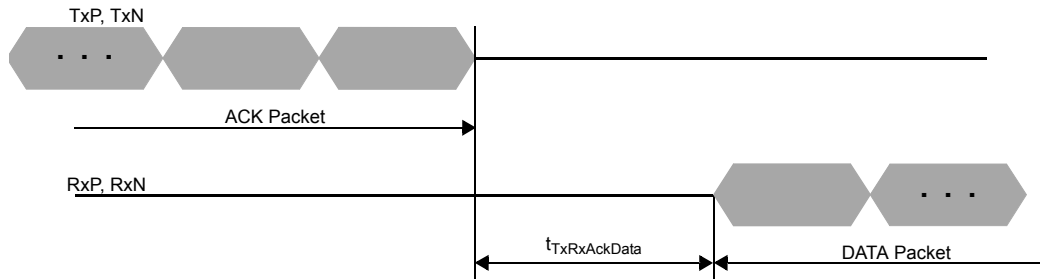 TxP, TxN
. . .
ACK Packet
RxP, RxN
. . .
tTxRxAckData
DATA Packet